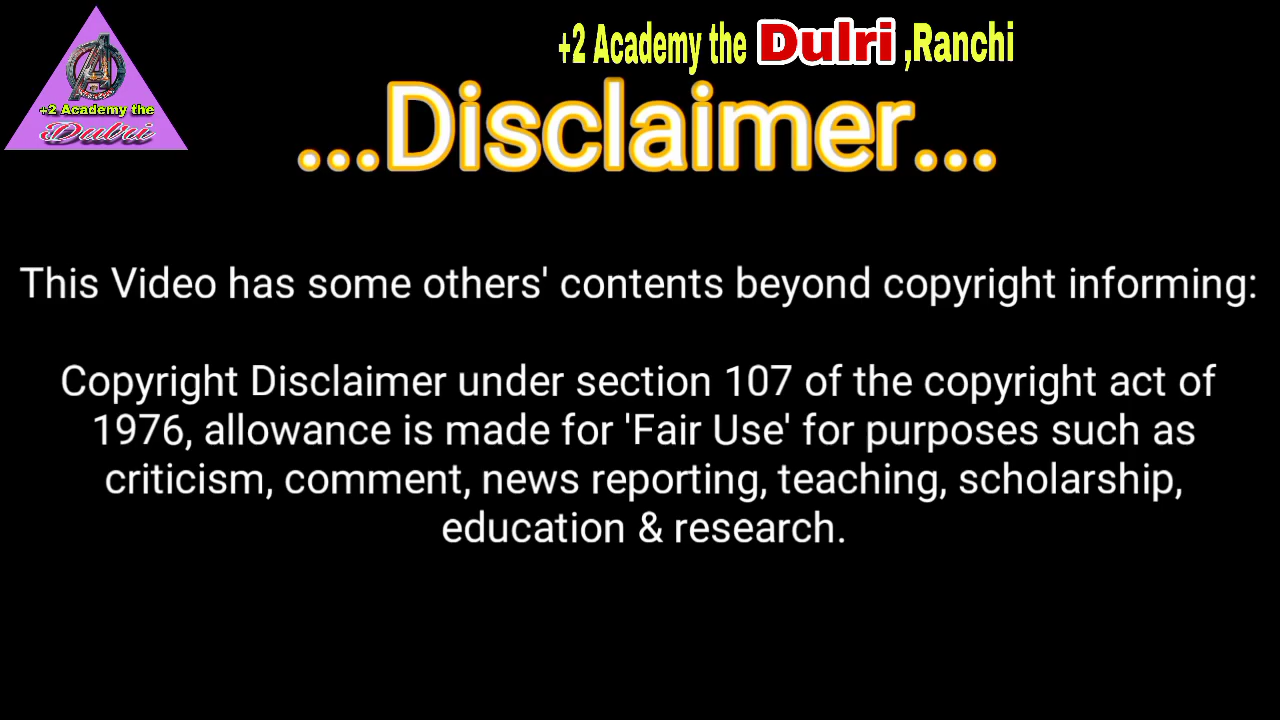 +2 Academy the Dulri ,Ranchi
+2 Academy the
Dulri
...Disclaimer...
This Video has some others' contents beyond copyright informing:
Copyright Disclaimer under section 107 of the copyright act of
1976, allowance is made for 'Fair Use' for purposes such as
criticism, comment, news reporting, teaching, scholarship,
education & research.